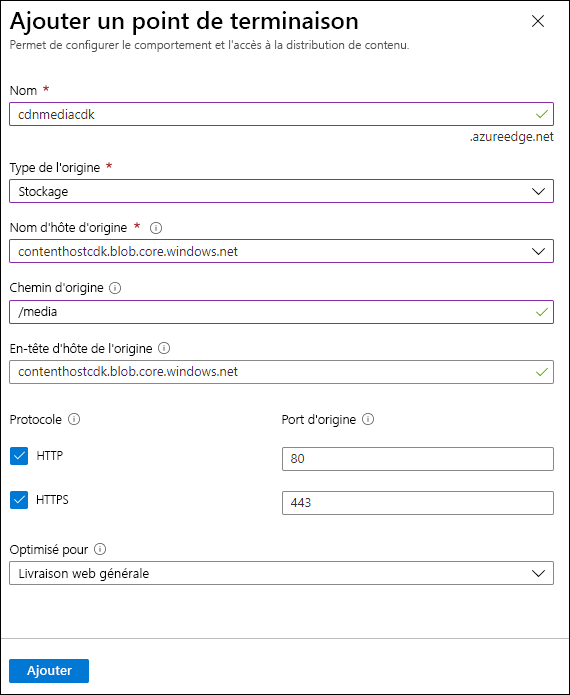 Ajouter un point de terminaison
Permet de configurer le comportement et l'accès à la distribution de contenu.
Nom *
cdnmediacdk
.azureedge.net
Type de l'origine *
Stockage
Nom d'hôte d'origine *
contenthostcdk.blob.core.windows.net
Chemin d'origine
/media
En-tête d'hôte de l'origine
contenthostcdk.blob.core.windows.net
Protocole Port d'origine
HTTP 80
HTTPS 443
Optimisé pour
Livraison web générale
Ajouter